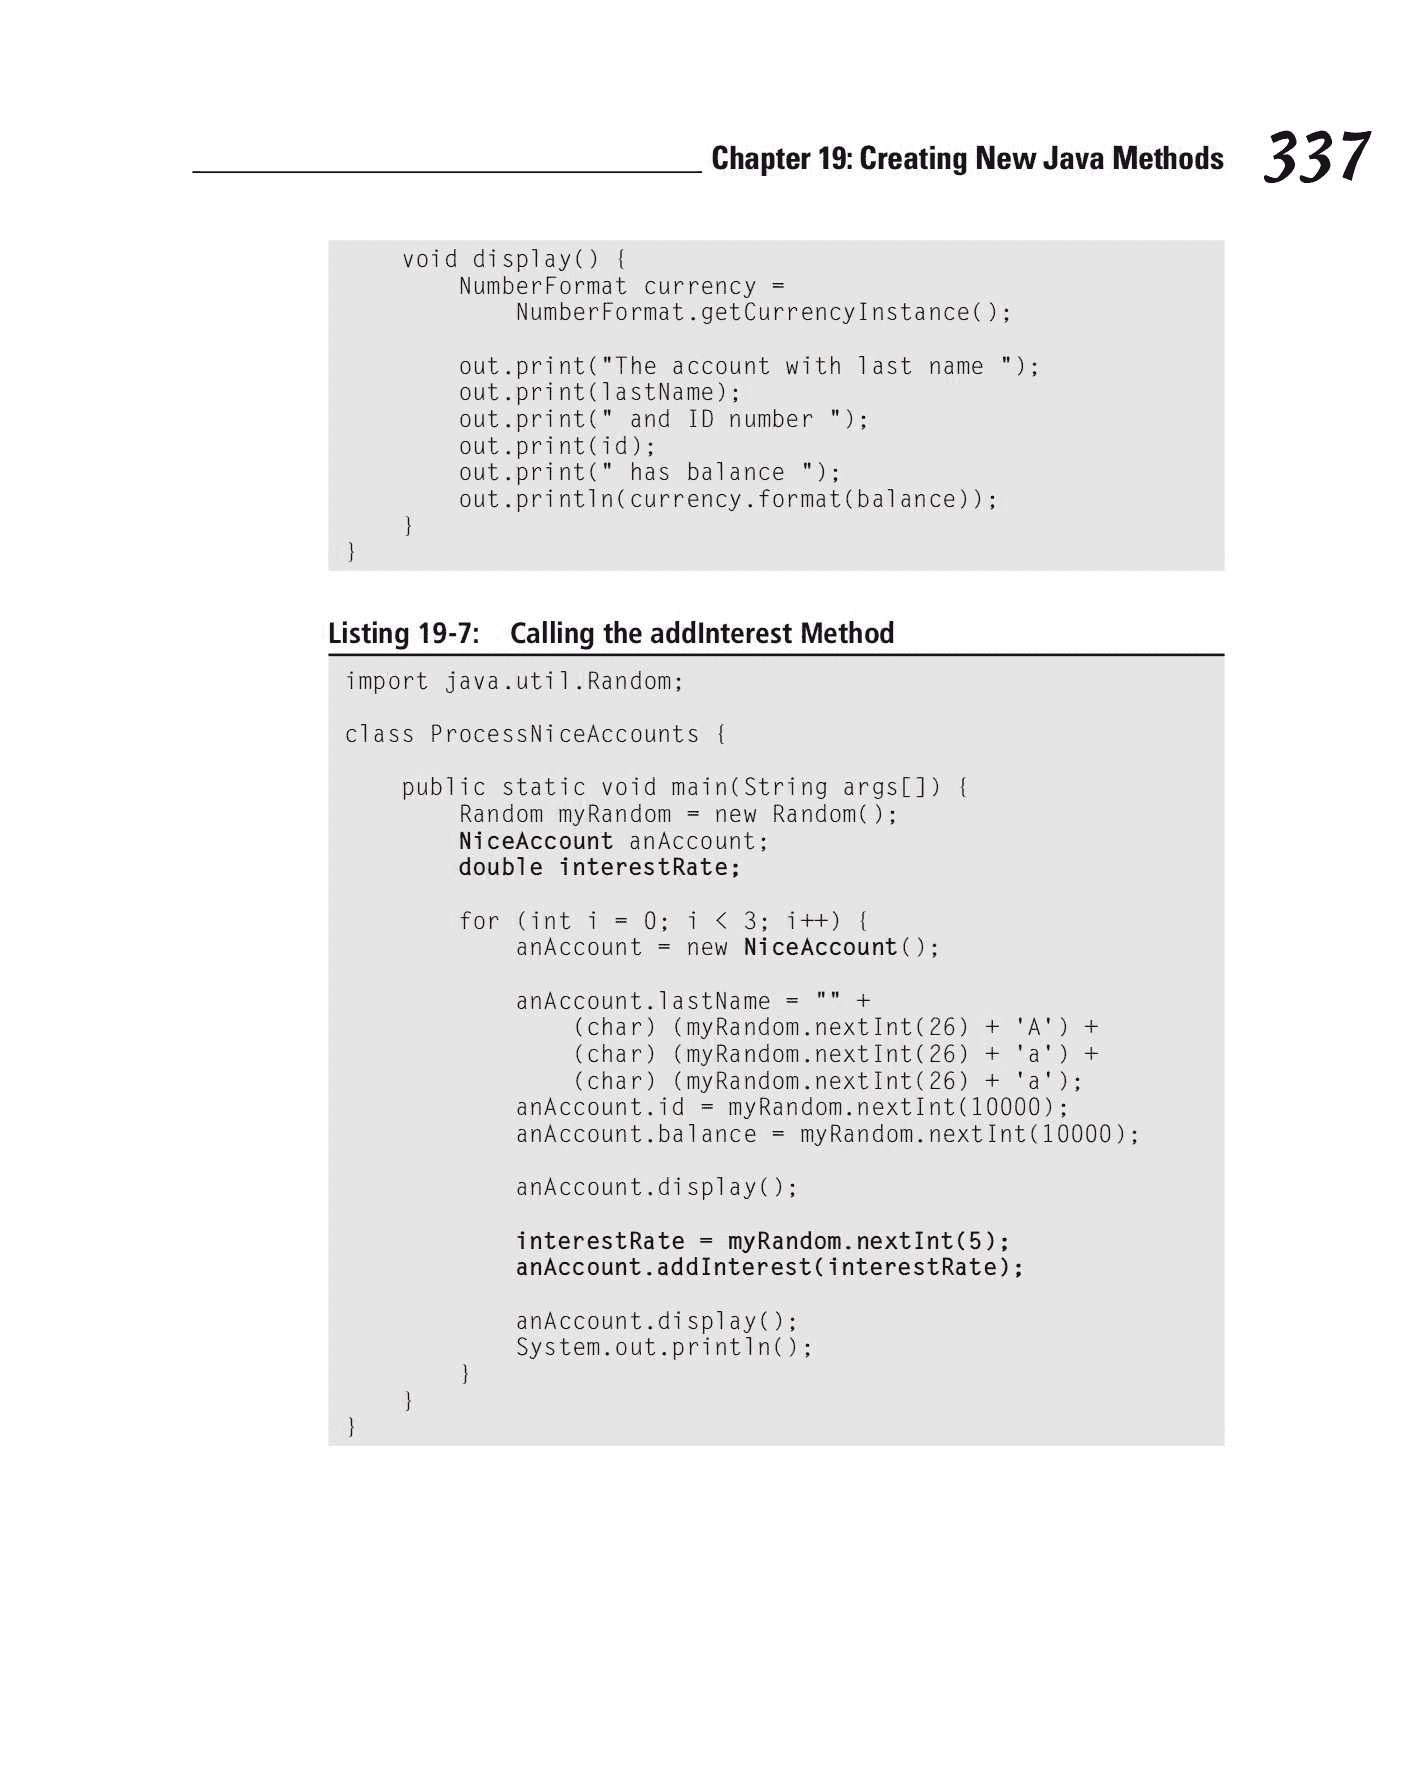 Chapter 19: Creating New Java Methods 337
    void display() {
        NumberFormat currency =
            NumberFormat.getCurrencyInstance();
        out.print("The account with last name ");
        out.print(lastName);
        out.print(" and ID number ");
        out.print(id);
        out.print(" has balance ");
        out.println(currency.format(balance));
    }
}
Listing 19-7: Calling the addInterest Method
import java.util.Random;
class ProcessNiceAccounts {
    public static void main(String args[]) {
        Random myRandom = new Random();
        NiceAccount anAccount;
        double interestRate;
        for (int i = 0; i < 3; i++) {
            anAccount = new NiceAccount();
            anAccount.lastName = "" +
                (char) (myRandom.nextInt(26) + 'A') +
                (char) (myRandom.nextInt(26) + 'a') +
                (char) (myRandom.nextInt(26) + 'a');
            anAccount.id = myRandom.nextInt(10000);
            anAccount.balance = myRandom.nextInt(10000);
            anAccount.display();
            interestRate = myRandom.nextInt(5);
            anAccount.addInterest(interestRate);
            anAccount.display();
            System.out.println();
        }
    }
}